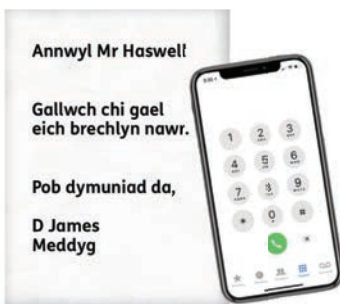 Annwyl Mr Haswell
Gallwch chi gael
eich brechlyn nawr.
Pob dymuniad da,
D James
Meddyg
1
2
3
4
5
6
7
8
9
*
0
#